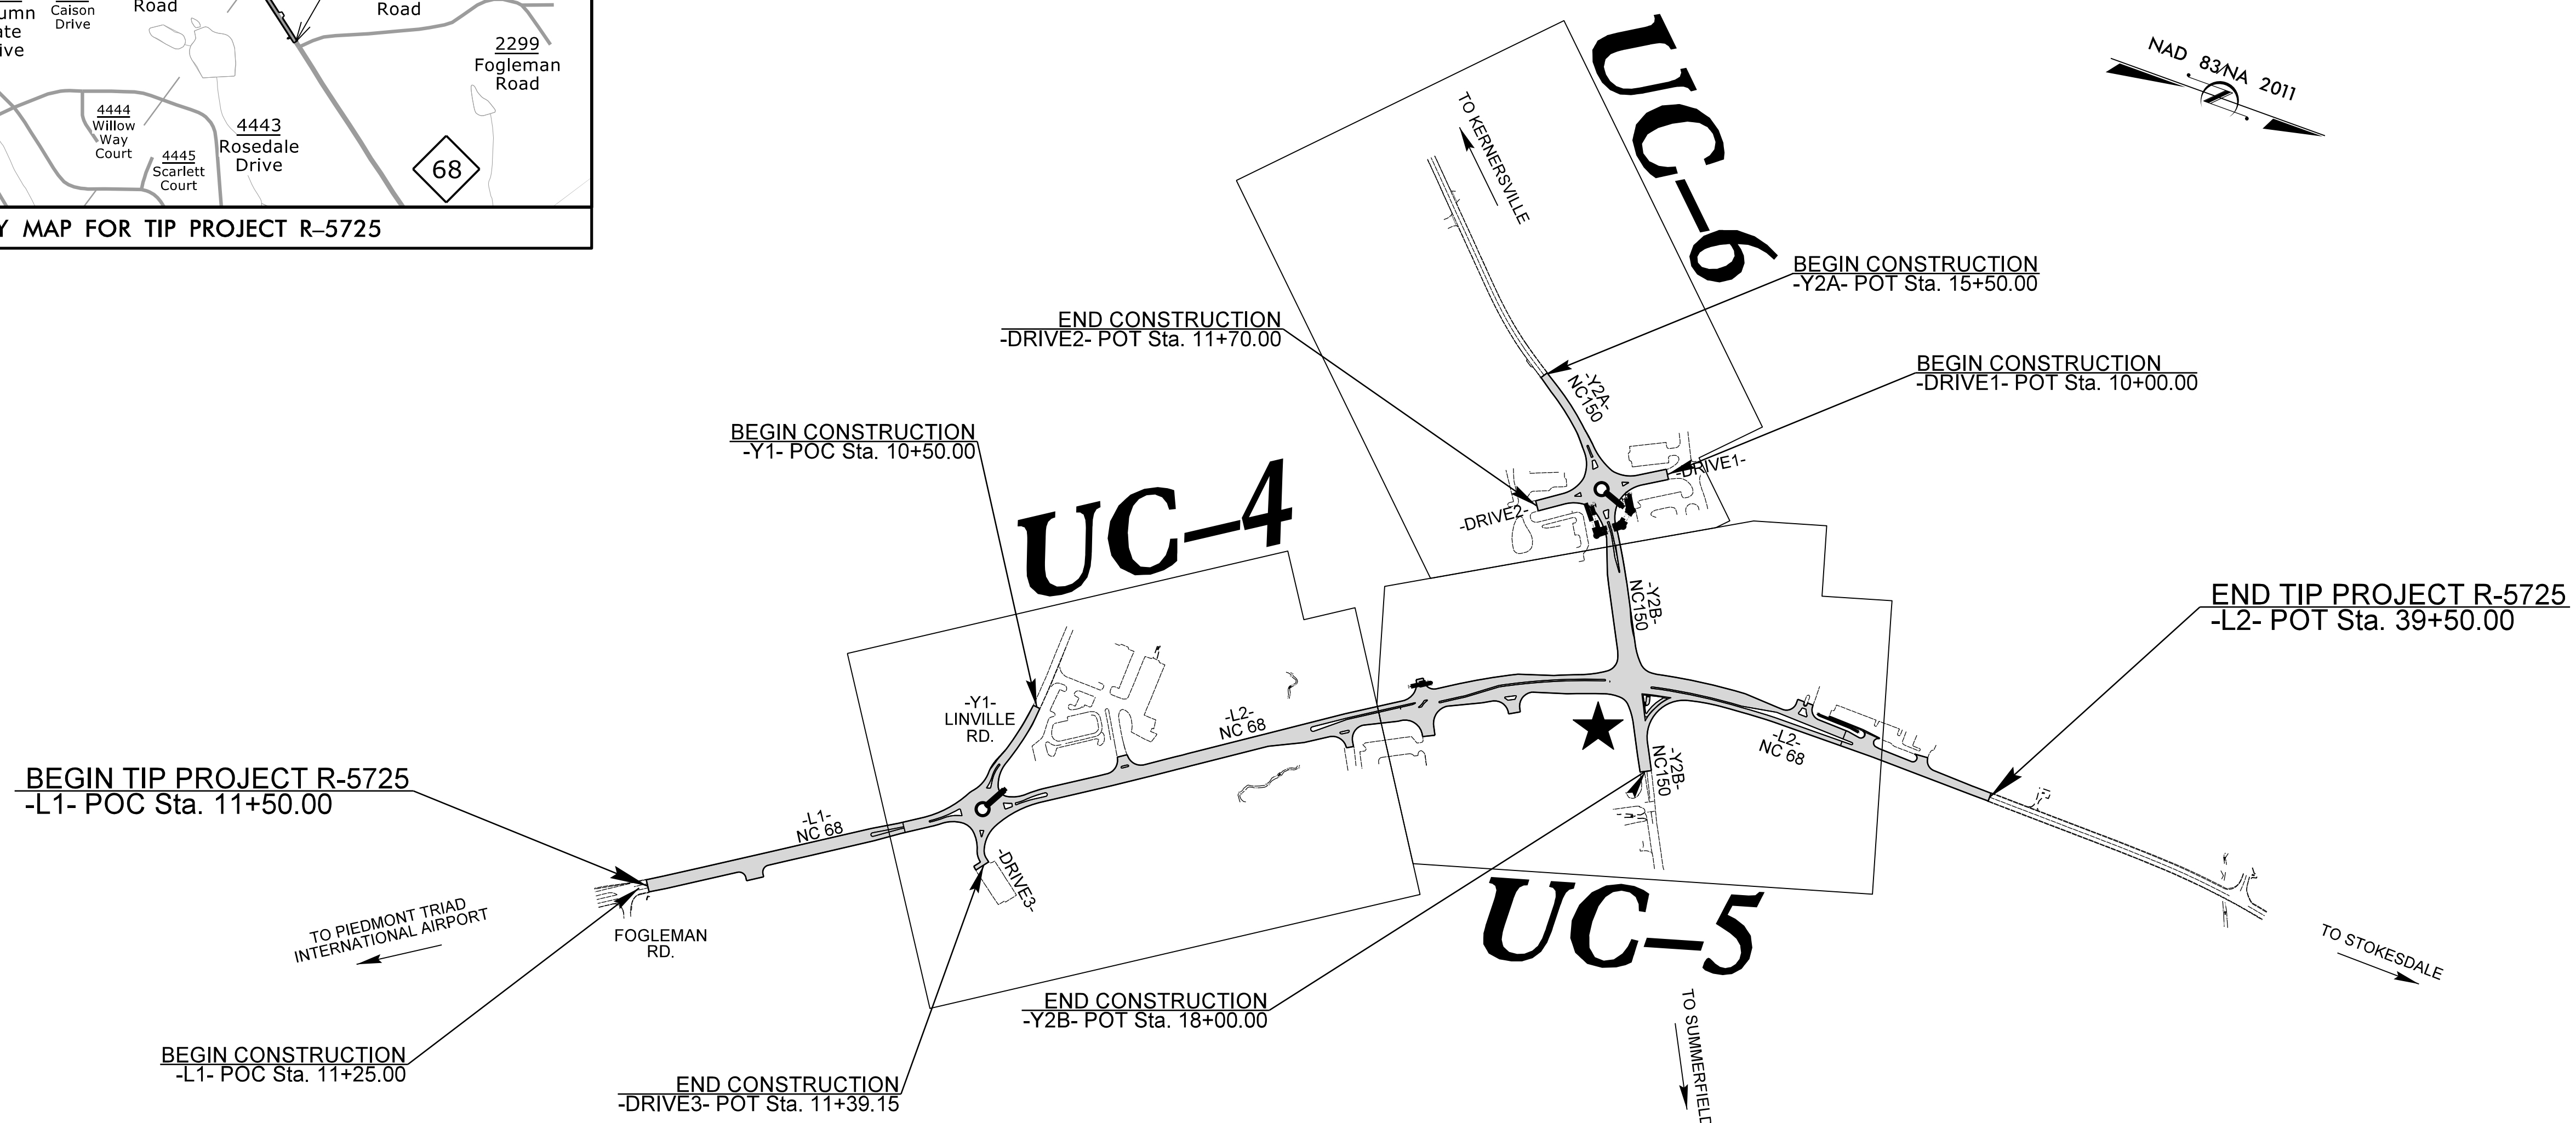 Caison
Drive
Road
Road
2299
Fogleman
Road
4444
Willow
Way
Court
4445
Scarlett
Court
4443
Rosedale
Drive
68
MAP FOR TIP PROJECT R-5725
NAD 83/NA 2011
UC-6
TO KERNERSVILLE
BEGIN CONSTRUCTION
-Y2A- POT Sta. 15+50.00
END CONSTRUCTION
-DRIVE2- POT Sta. 11+70.00
BEGIN CONSTRUCTION
-DRIVE1- POT Sta. 10+00.00
-Y2A-
NC150
-DRIVE1-
-DRIVE2-
BEGIN CONSTRUCTION
-Y1- POC Sta. 10+50.00
UC-4
-Y2B-
NC150
END TIP PROJECT R-5725
-L2- POT Sta. 39+50.00
-Y1-
LINVILLE
RD.
-L2-
NC 68
-L2-
NC 68
-Y2B-
NC150
BEGIN TIP PROJECT R-5725
-L1- POC Sta. 11+50.00
-L1-
NC 68
-DRIVE3-
TO PIEDMONT TRIAD
INTERNATIONAL AIRPORT
FOGLEMAN
RD.
UC-5
TO STOKESDALE
END CONSTRUCTION
-Y2B- POT Sta. 18+00.00
TO SUMMERFIELD
BEGIN CONSTRUCTION
-L1- POC Sta. 11+25.00
END CONSTRUCTION
-DRIVE3- POT Sta. 11+39.15